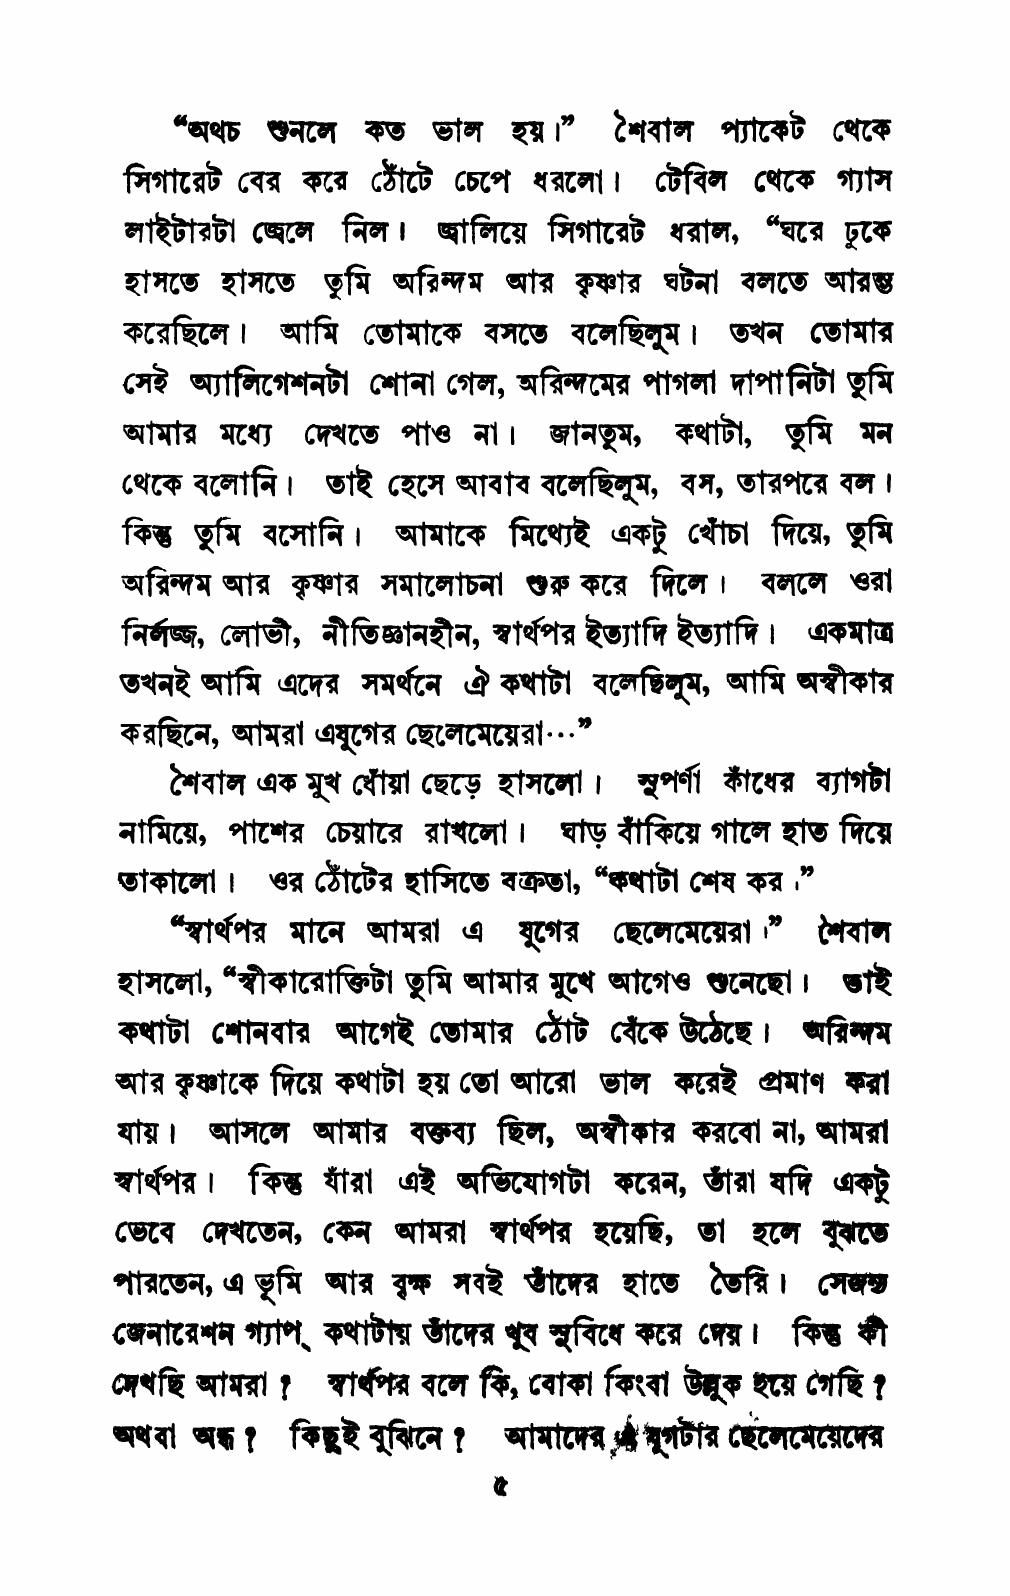 “অথচ শুনলে কত ভাল হয়।” শৈবাল প্যাকেট থেকে
সিগারেট বের করে ঠোঁটে চেপে ধরলো। টেবিল থেকে গ্যাস
লাইটারটা জ্বেলে নিল। জ্বালিয়ে সিগারেট ধরাল, “ঘরে ঢুকে
হাসতে হাসতে তুমি অরিন্দম আর কৃষ্ণার ঘটনা বলতে আরম্ভ
করেছিলে। আমি তোমাকে বসতে বলেছিলুম। তখন তোমার
সেই অ্যালিগেশনটা শোনা গেল, অরিন্দমের পাগলা দাপানিটা তুমি
আমার মধ্যে দেখতে পাও না। জানতুম, কথাটা, তুমি মন
থেকে বলোনি। তাই হেসে আবাব বলেছিলুম, বস, তারপরে বল।
কিন্তু তুমি বসোনি। আমাকে মিথ্যেই একটু খোঁচা দিয়ে, তুমি
অরিন্দম আর কৃষ্ণার সমালোচনা শুরু করে দিলে। বললে ওরা
নির্লজ্জ, লোভী, নীতিজ্ঞানহীন, স্বার্থপর ইত্যাদি ইত্যাদি। একমাত্র
তখনই আমি এদের সমর্থনে ঐ কথাটা বলেছিলুম, আমি অস্বীকার
করছিনে, আমরা এযুগের ছেলেমেয়েরা...”
শৈবাল এক মুখ ধোঁয়া ছেড়ে হাসলো। সুপর্ণা কাঁধের ব্যাগটা
নামিয়ে, পাশের চেয়ারে রাখলো। ঘাড় বাঁকিয়ে গালে হাত দিয়ে
তাকালো। ওর ঠোঁটের হাসিতে বক্রতা, “কথাটা শেষ কর।”
“স্বার্থপর মানে আমরা এ যুগের ছেলেমেয়েরা।” শৈবাল
হাসলো, “স্বীকারোক্তিটা তুমি আমার মুখে আগেও শুনেছো। তাই
কথাটা শোনবার আগেই তোমার ঠোঁট বেঁকে উঠেছে। অরিন্দম
আর কৃষ্ণাকে দিয়ে কথাটা হয় তো আরো ভাল করেই প্রমাণ করা
যায়। আসলে আমার বক্তব্য ছিল, অস্বীকার করবো না, আমরা
স্বার্থপর। কিন্তু যাঁরা এই অভিযোগটা করেন, তাঁরা যদি একটু
ভেবে দেখতেন, কেন আমরা স্বার্থপর হয়েছি, তা হলে বুঝতে
পারতেন, এ ভূমি আর বৃক্ষ সবই তাঁদের হাতে তৈরি। সেজন্য
জেনারেশন গ্যাপ্ কথাটায় তাঁদের খুব সুবিধে করে দেয়। কিন্তু কী
দেখছি আমরা? স্বার্থপর বলে কি, বোকা কিংবা উল্লুক হয়ে গেছি?
অথবা অন্ধ? কিছুই বুঝিনে? আমাদের এ যুগটার ছেলেমেয়েদের
৫